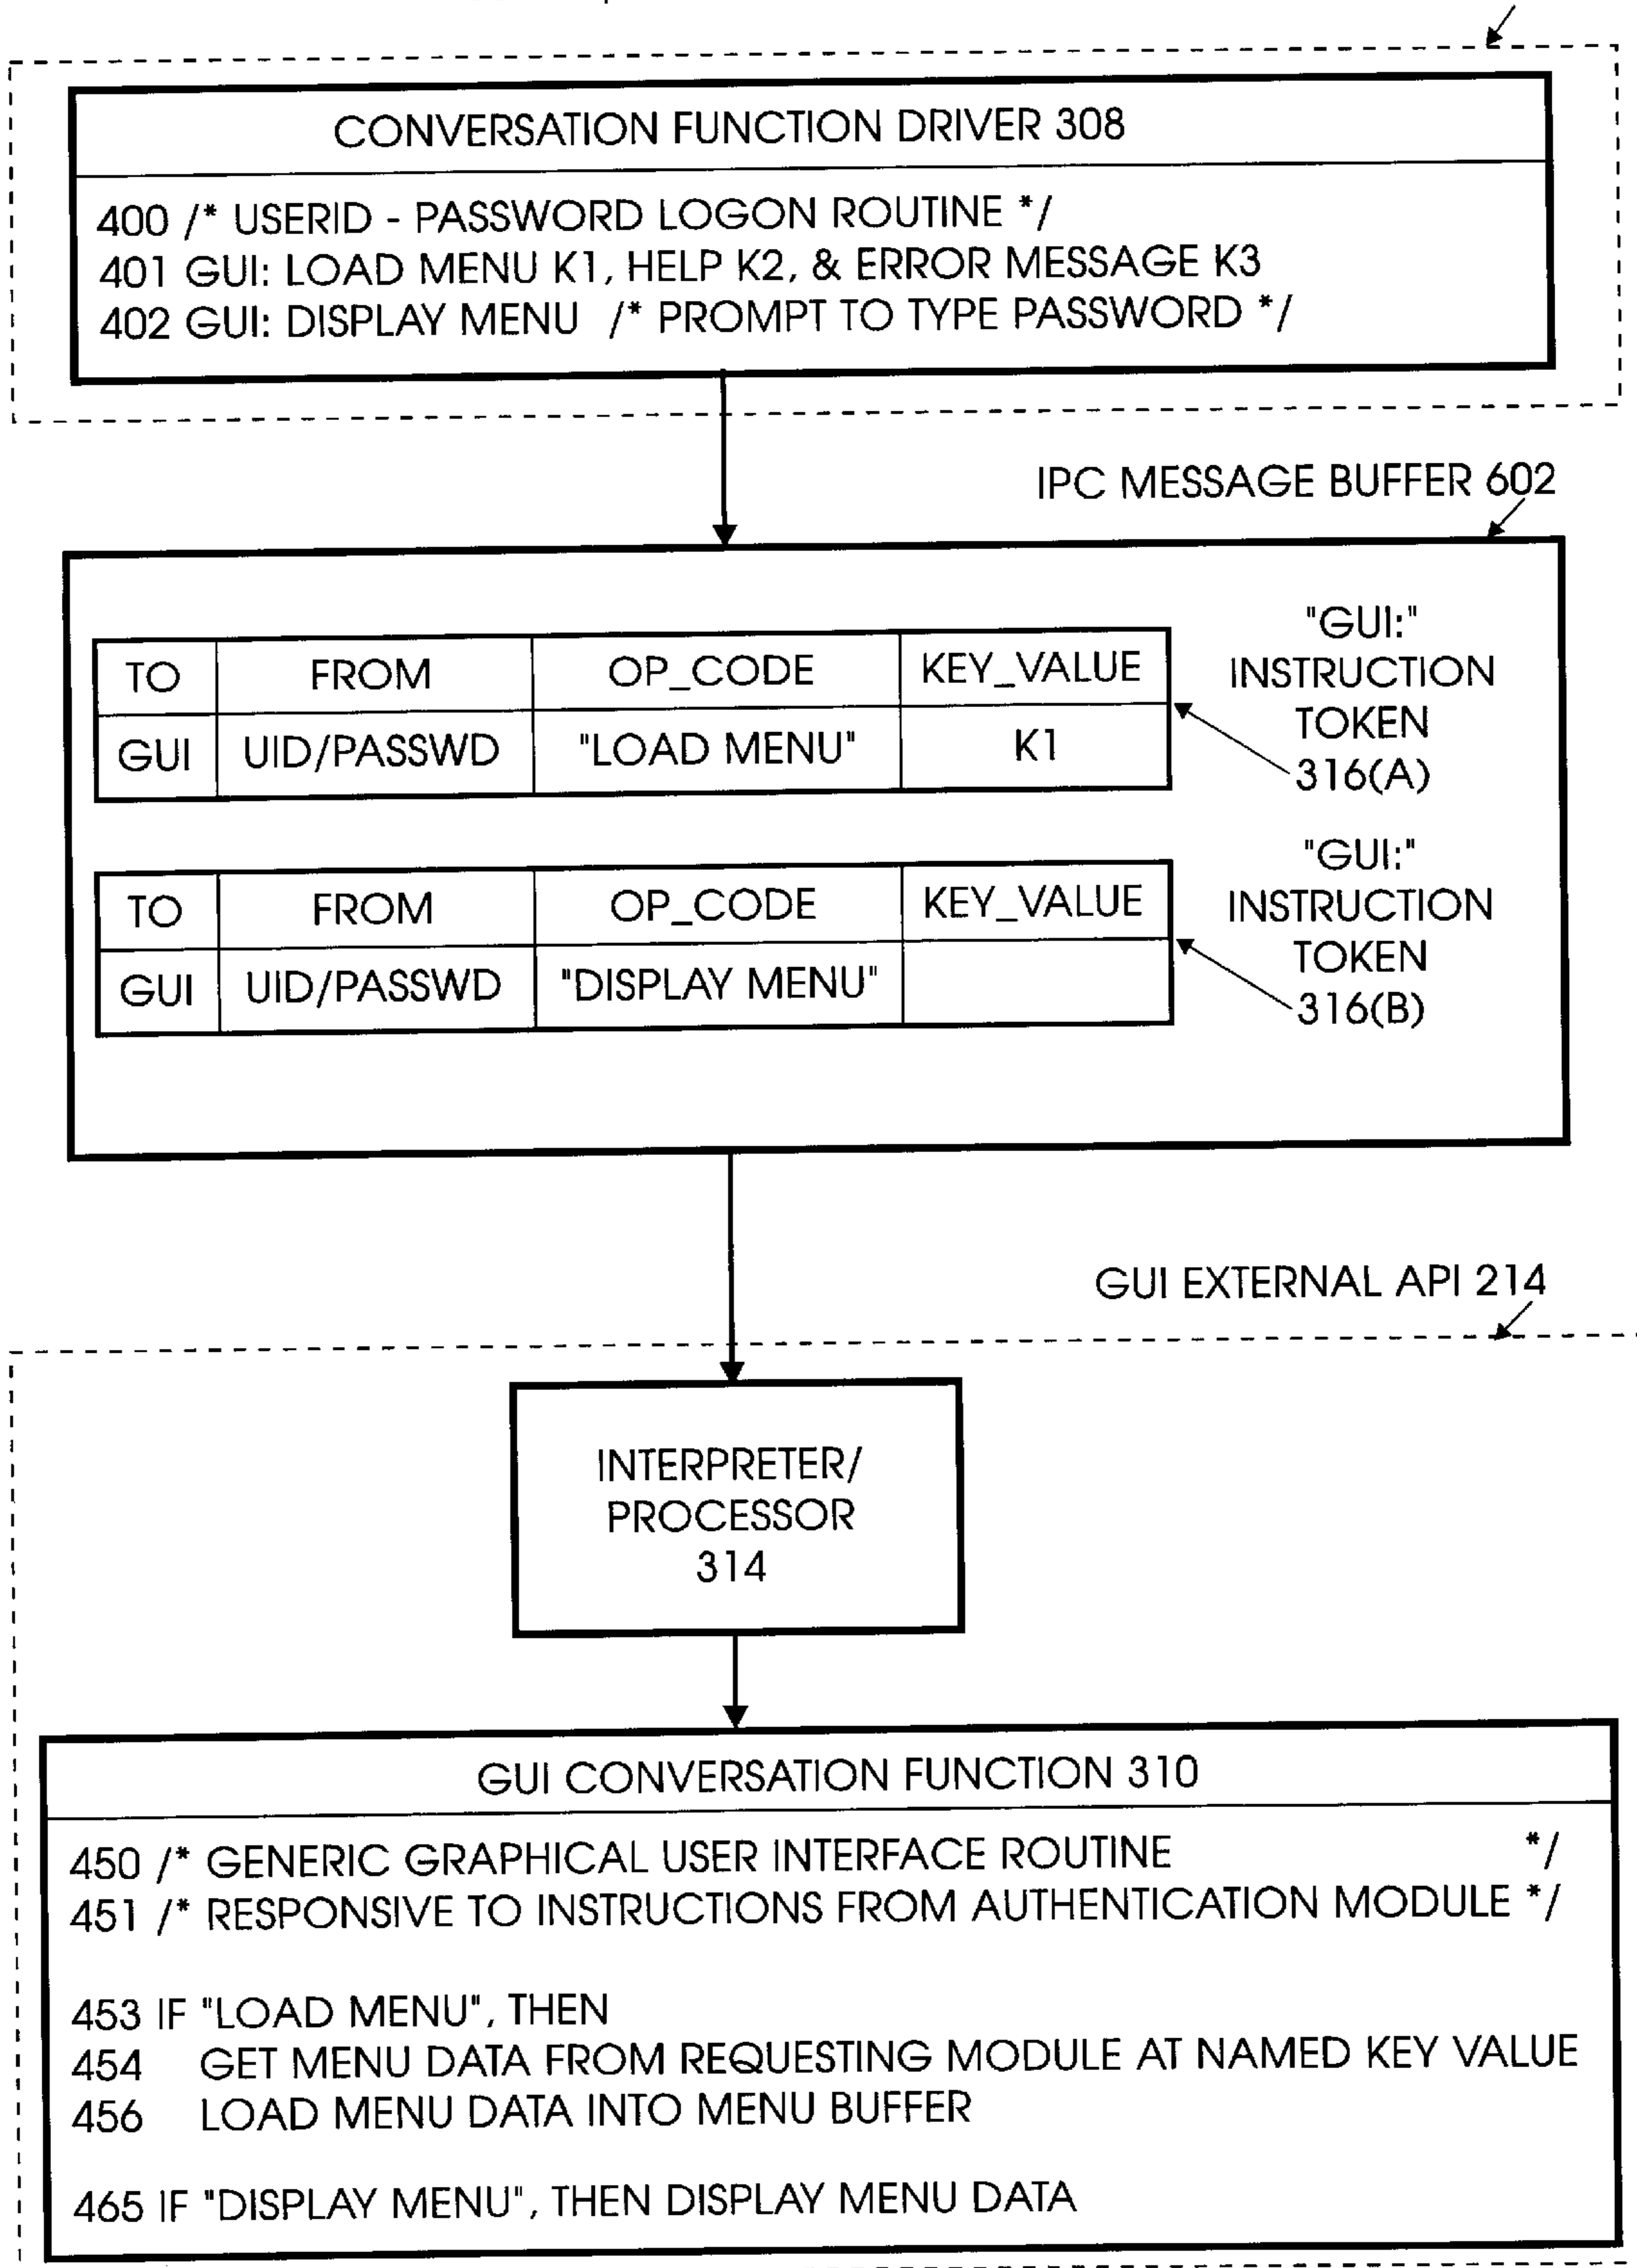 CONVERSATION FUNCTION DRIVER 308
400 /* USERID - PASSWORD LOGON ROUTINE */
401 GUI: LOAD MENU K1, HELP K2, & ERROR MESSAGE K3
402 GUI: DISPLAY MENU /* PROMPT TO TYPE PASSWORD */
IPC MESSAGE BUFFER 602
TO FROM OP_CODE KEY_VALUE
GUI UID/PASSWD "LOAD MENU" K1
"GUI:"
INSTRUCTION
TOKEN
316(A)
TO FROM OP_CODE KEY_VALUE
GUI UID/PASSWD "DISPLAY MENU"
"GUI:"
INSTRUCTION
TOKEN
316(B)
GUI EXTERNAL API 214
INTERPRETER/
PROCESSOR
314
GUI CONVERSATION FUNCTION 310
450 /* GENERIC GRAPHICAL USER INTERFACE ROUTINE */
451 /* RESPONSIVE TO INSTRUCTIONS FROM AUTHENTICATION MODULE */
453 IF "LOAD MENU", THEN
454 GET MENU DATA FROM REQUESTING MODULE AT NAMED KEY VALUE
456 LOAD MENU DATA INTO MENU BUFFER
465 IF "DISPLAY MENU", THEN DISPLAY MENU DATA